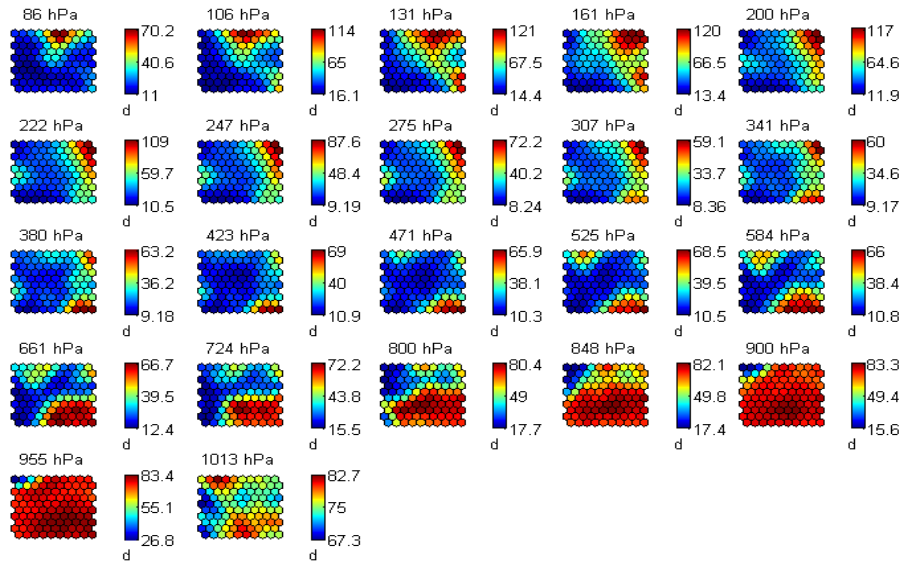 86 hPa 106 hPa 131 hPa 161 hPa 200 hPa
70.2 114 121 120 117
40.6 65 67.5 66.5 64.6
11 16.1 14.4 13.4 11.9
d d d d d
222 hPa 247 hPa 275 hPa 307 hPa 341 hPa
109 87.6 72.2 59.1 60
59.7 48.4 40.2 33.7 34.6
10.5 9.19 8.24 8.36 9.17
d d d d d
380 hPa 423 hPa 471 hPa 525 hPa 584 hPa
63.2 69 65.9 68.5 66
36.2 40 38.1 39.5 38.4
9.18 10.9 10.3 10.5 10.8
d d d d d
661 hPa 724 hPa 800 hPa 848 hPa 900 hPa
66.7 72.2 80.4 82.1 83.3
39.5 43.8 49 49.8 49.4
12.4 15.5 17.7 17.4 15.6
d d d d d
955 hPa 1013 hPa
83.4 82.7
55.1 75
26.8 67.3
d d